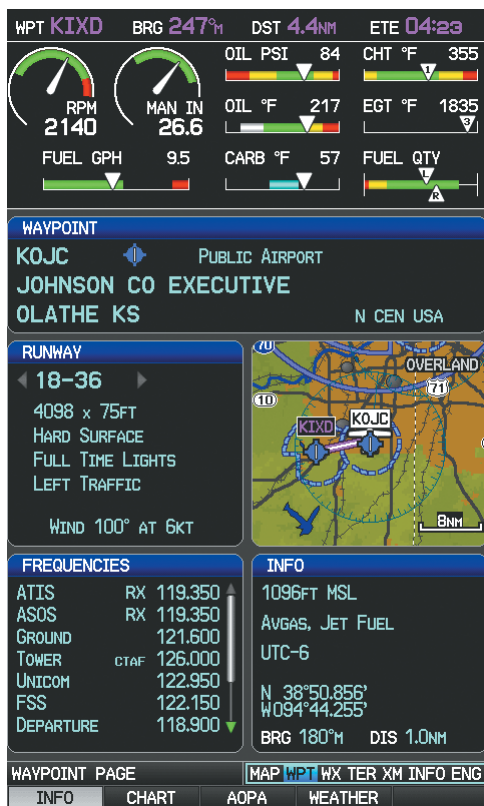 WPT KIXD BRG 247°M DST 4.4NM ETE 04:23
OIL PSI 84 CHT °F 355
1
RPM MAN IN OIL °F 217 EGT °F 1835
2140 26.6 3
FUEL GPH 9.5 CARB °F 57 FUEL QTY
L
R
WAYPOINT
KOJC PUBLIC AIRPORT
JOHNSON CO EXECUTIVE
OLATHE KS N CEN USA
RUNWAY
18-36
4098 x 75FT
HARD SURFACE
FULL TIME LIGHTS
LEFT TRAFFIC
WIND 100° AT 6KT
70
OVERLAND
71
10
KOJC
KIXD
8NM
FREQUENCIES
ATIS RX 119.350
ASOS RX 119.350
GROUND 121.600
TOWER CTAF 126.000
UNICOM 122.950
FSS 122.150
DEPARTURE 118.900
INFO
1096FT MSL
AVGAS, JET FUEL
UTC-6
N 38°50.856'
W094°44.255'
BRG 180°M DIS 1.0NM
WAYPOINT PAGE MAP WPT WX TER XM INFO ENG
INFO CHART AOPA WEATHER